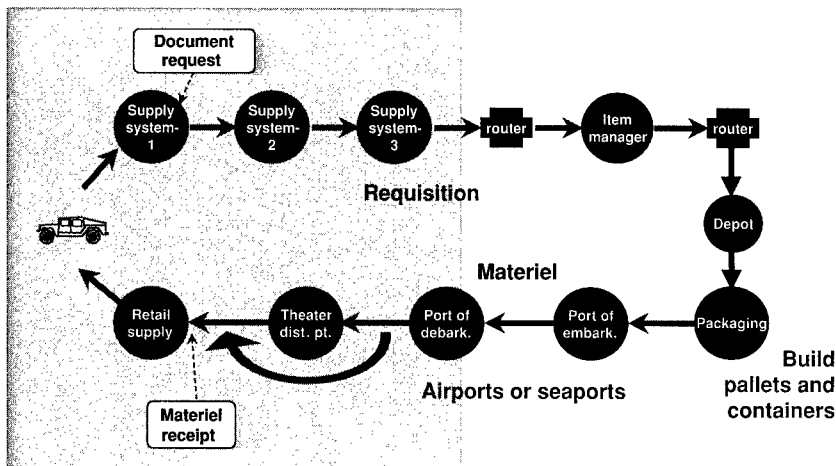 Document
request
Supply
system-
1
Supply
system-
2
Supply
system-
3
router
Item
manager
router
Requisition
Depot
Materiel
Retail
supply
Theater
dist. pt.
Port of
debark.
Port of
embark.
Packaging
Airports or seaports
Build
pallets and
containers
Materiel
receipt